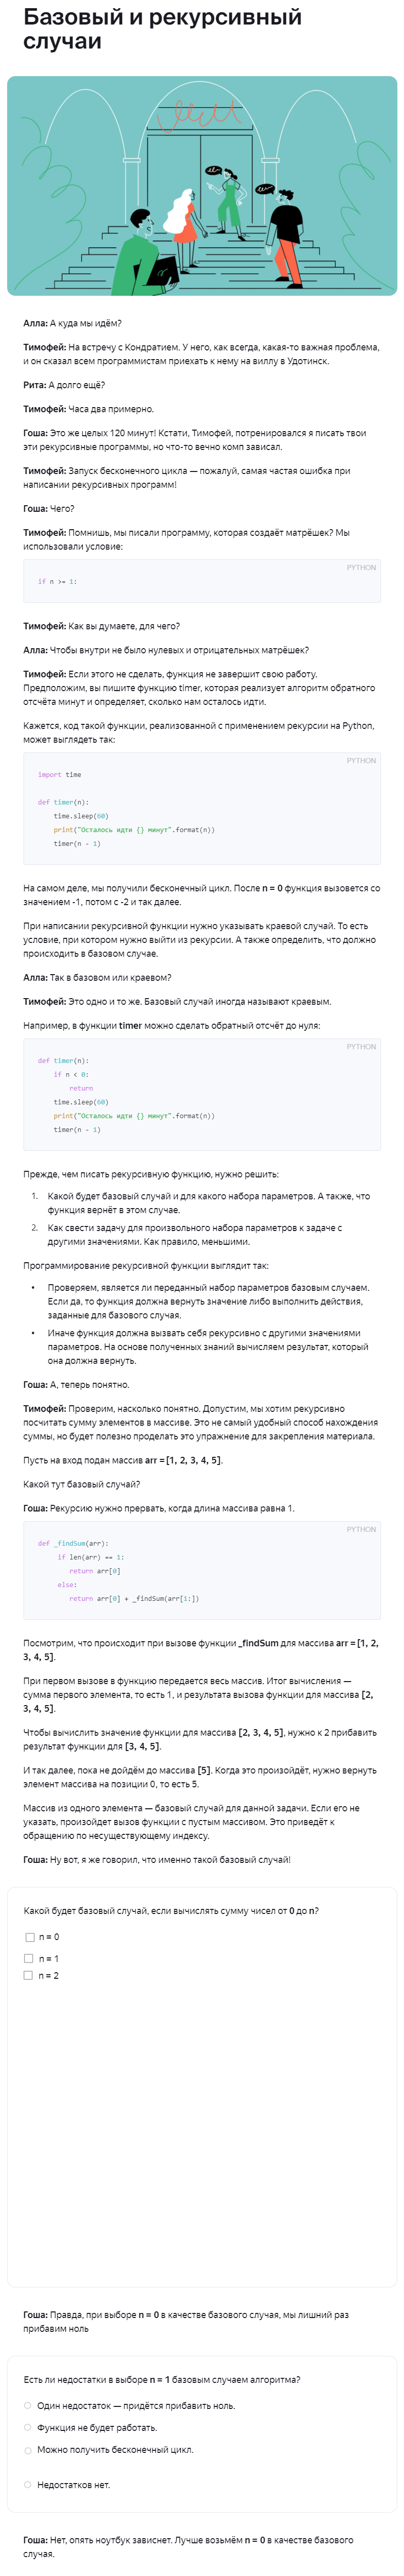 Базовый и рекурсивный
случаи
Алла: А куда мы идём?
Тимофей: На встречу с Кондратием. У него, как всегда, какая-то важная проблема,
и он сказал всем программистам приехать к нему на виллу в Удотинск.
Рита: А долго ещё?
Тимофей: Часа два примерно.
Гоша: Это же целых 120 минут! Кстати, Тимофей, потренировался я писать твои
эти рекурсивные программы, но что-то вечно комп зависал.
Тимофей: Запуск бесконечного цикла — пожалуй, самая частая ошибка при
написании рекурсивных программ!
Гоша: Чего?
Тимофей: Помнишь, мы писали программу, которая создаёт матрёшек? Мы
использовали условие:
PYTHON
if n >= 1:
Тимофей: Как вы думаете, для чего?
Алла: Чтобы внутри не было нулевых и отрицательных матрёшек?
Тимофей: Если этого не сделать, функция не завершит свою работу.
Предположим, вы пишите функцию timer, которая реализует алгоритм обратного
отсчёта минут и определяет, сколько нам осталось идти.
Кажется, код такой функции, реализованной с применением рекурсии на Python,
может выглядеть так:
PYTHON
import time
def timer(n):
    time.sleep(60)
    print("Осталось идти {} минут".format(n))
    timer(n - 1)
На самом деле, мы получили бесконечный цикл. После n = 0 функция вызовется со
значением -1, потом с -2 и так далее.
При написании рекурсивной функции нужно указывать краевой случай. То есть
условие, при котором нужно выйти из рекурсии. А также определить, что должно
происходить в базовом случае.
Алла: Так в базовом или краевом?
Тимофей: Это одно и то же. Базовый случай иногда называют краевым.
Например, в функции timer можно сделать обратный отсчёт до нуля:
PYTHON
def timer(n):
    if n < 0:
        return
    time.sleep(60)
    print("Осталось идти {} минут".format(n))
    timer(n - 1)
Прежде, чем писать рекурсивную функцию, нужно решить:
1. Какой будет базовый случай и для какого набора параметров. А также, что
функция вернёт в этом случае.
2. Как свести задачу для произвольного набора параметров к задаче с
другими значениями. Как правило, меньшими.
Программирование рекурсивной функции выглядит так:
• Проверяем, является ли переданный набор параметров базовым случаем.
Если да, то функция должна вернуть значение либо выполнить действия,
заданные для базового случая.
• Иначе функция должна вызвать себя рекурсивно с другими значениями
параметров. На основе полученных знаний вычисляем результат, который
она должна вернуть.
Гоша: А, теперь понятно.
Тимофей: Проверим, насколько понятно. Допустим, мы хотим рекурсивно
посчитать сумму элементов в массиве. Это не самый удобный способ нахождения
суммы, но будет полезно проделать это упражнение для закрепления материала.
Пусть на вход подан массив arr = [1, 2, 3, 4, 5].
Какой тут базовый случай?
Гоша: Рекурсию нужно прервать, когда длина массива равна 1.
PYTHON
def _findSum(arr):
     if len(arr) == 1:
        return arr[0]
     else:
        return arr[0] + _findSum(arr[1:])
Посмотрим, что происходит при вызове функции _findSum для массива arr = [1, 2,
3, 4, 5].
При первом вызове в функцию передается весь массив. Итог вычисления —
сумма первого элемента, то есть 1, и результата вызова функции для массива [2,
3, 4, 5].
Чтобы вычислить значение функции для массива [2, 3, 4, 5], нужно к 2 прибавить
результат функции для [3, 4, 5].
И так далее, пока не дойдём до массива [5]. Когда это произойдёт, нужно вернуть
элемент массива на позиции 0, то есть 5.
Массив из одного элемента — базовый случай для данной задачи. Если его не
указать, произойдет вызов функции с пустым массивом. Это приведёт к
обращению по несуществующему индексу.
Гоша: Ну вот, я же говорил, что именно такой базовый случай!
Какой будет базовый случай, если вычислять сумму чисел от 0 до n?
n = 0
n = 1
n = 2
Гоша: Правда, при выборе n = 0 в качестве базового случая, мы лишний раз
прибавим ноль
Есть ли недостатки в выборе n = 1 базовым случаем алгоритма?
Один недостаток — придётся прибавить ноль.
Функция не будет работать.
Можно получить бесконечный цикл.
Недостатков нет.
Гоша: Нет, опять ноутбук зависнет. Лучше возьмём n = 0 в качестве базового
случая.